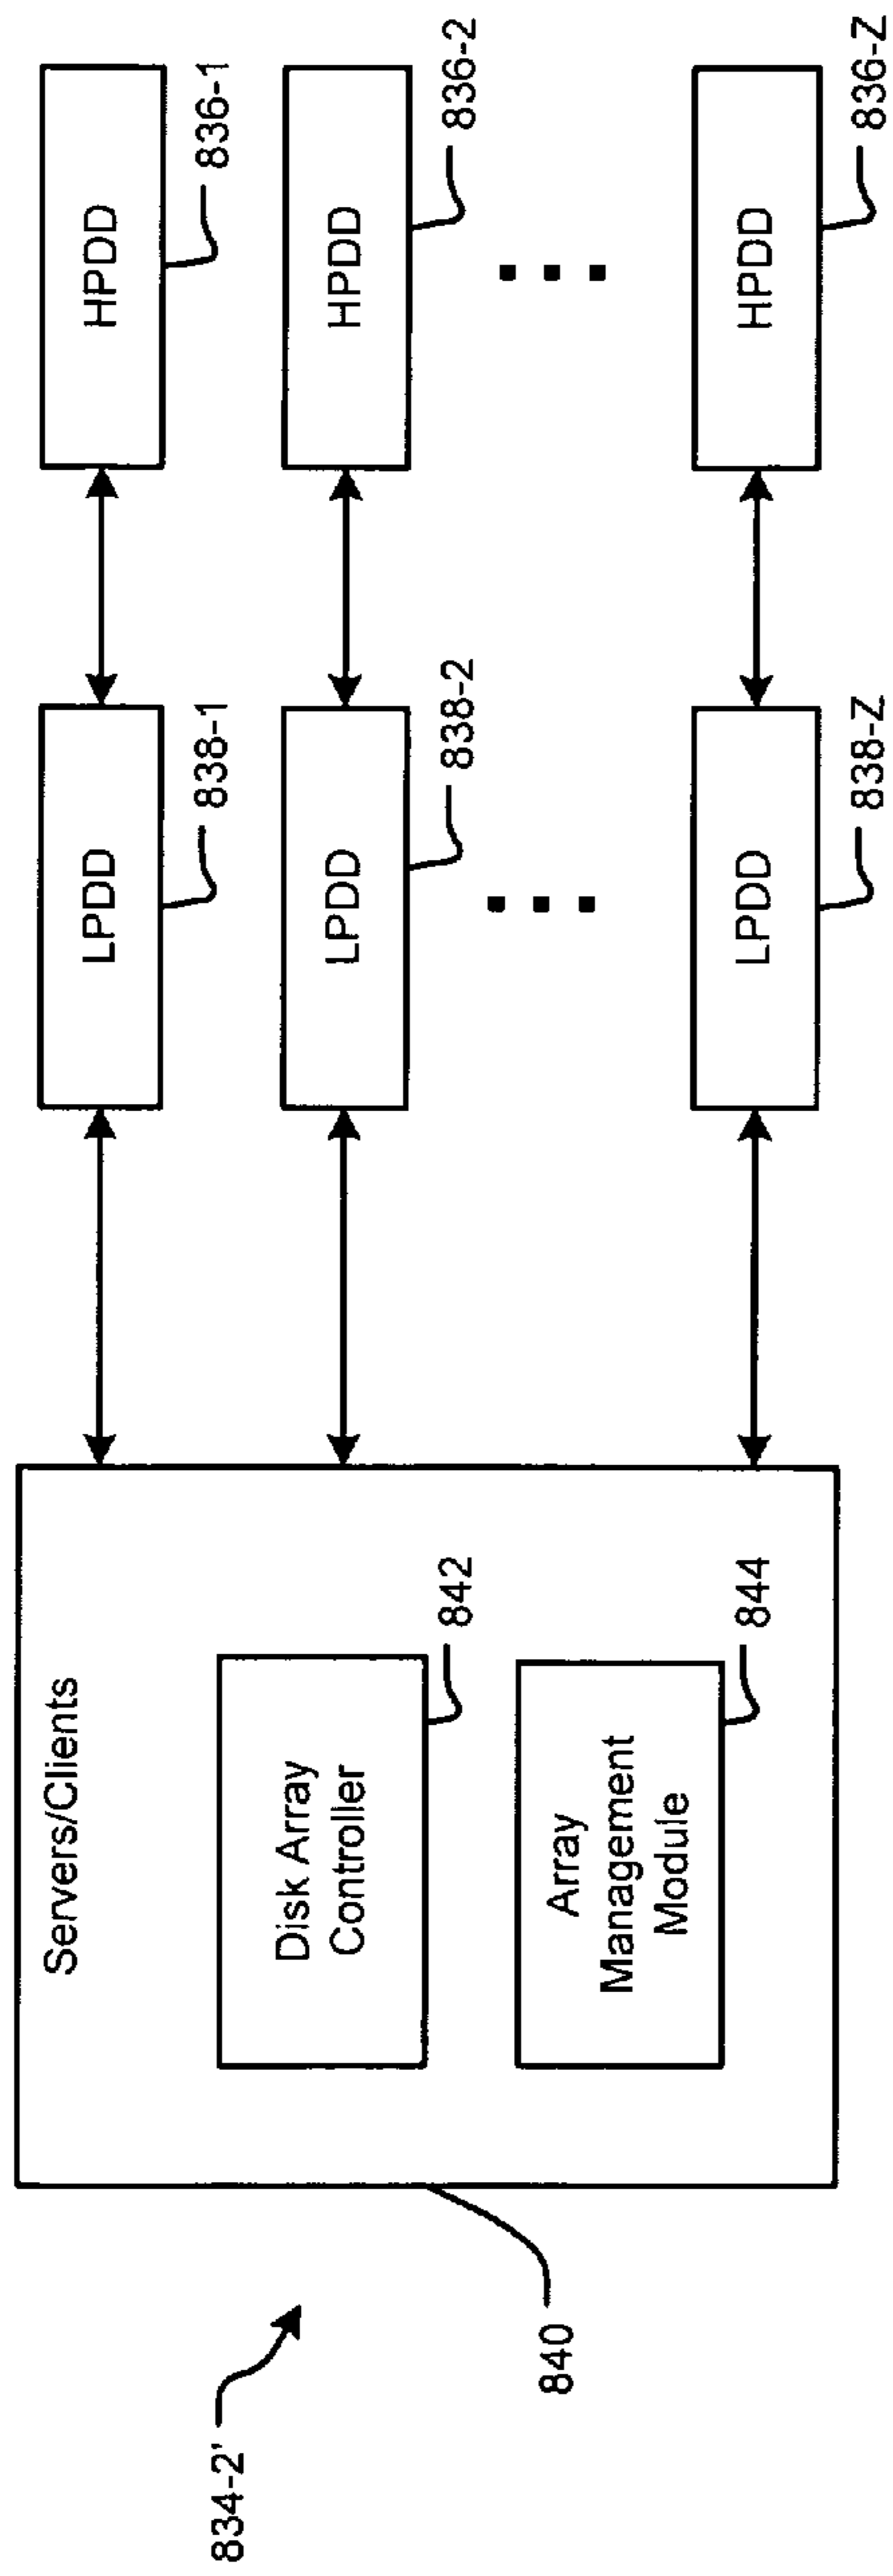 834-2'
840
Servers/Clients
Disk Array
Controller
842
Array
Management
Module
844
LPDD
838-1
HPDD
836-1
LPDD
838-2
HPDD
836-2
LPDD
838-Z
HPDD
836-Z